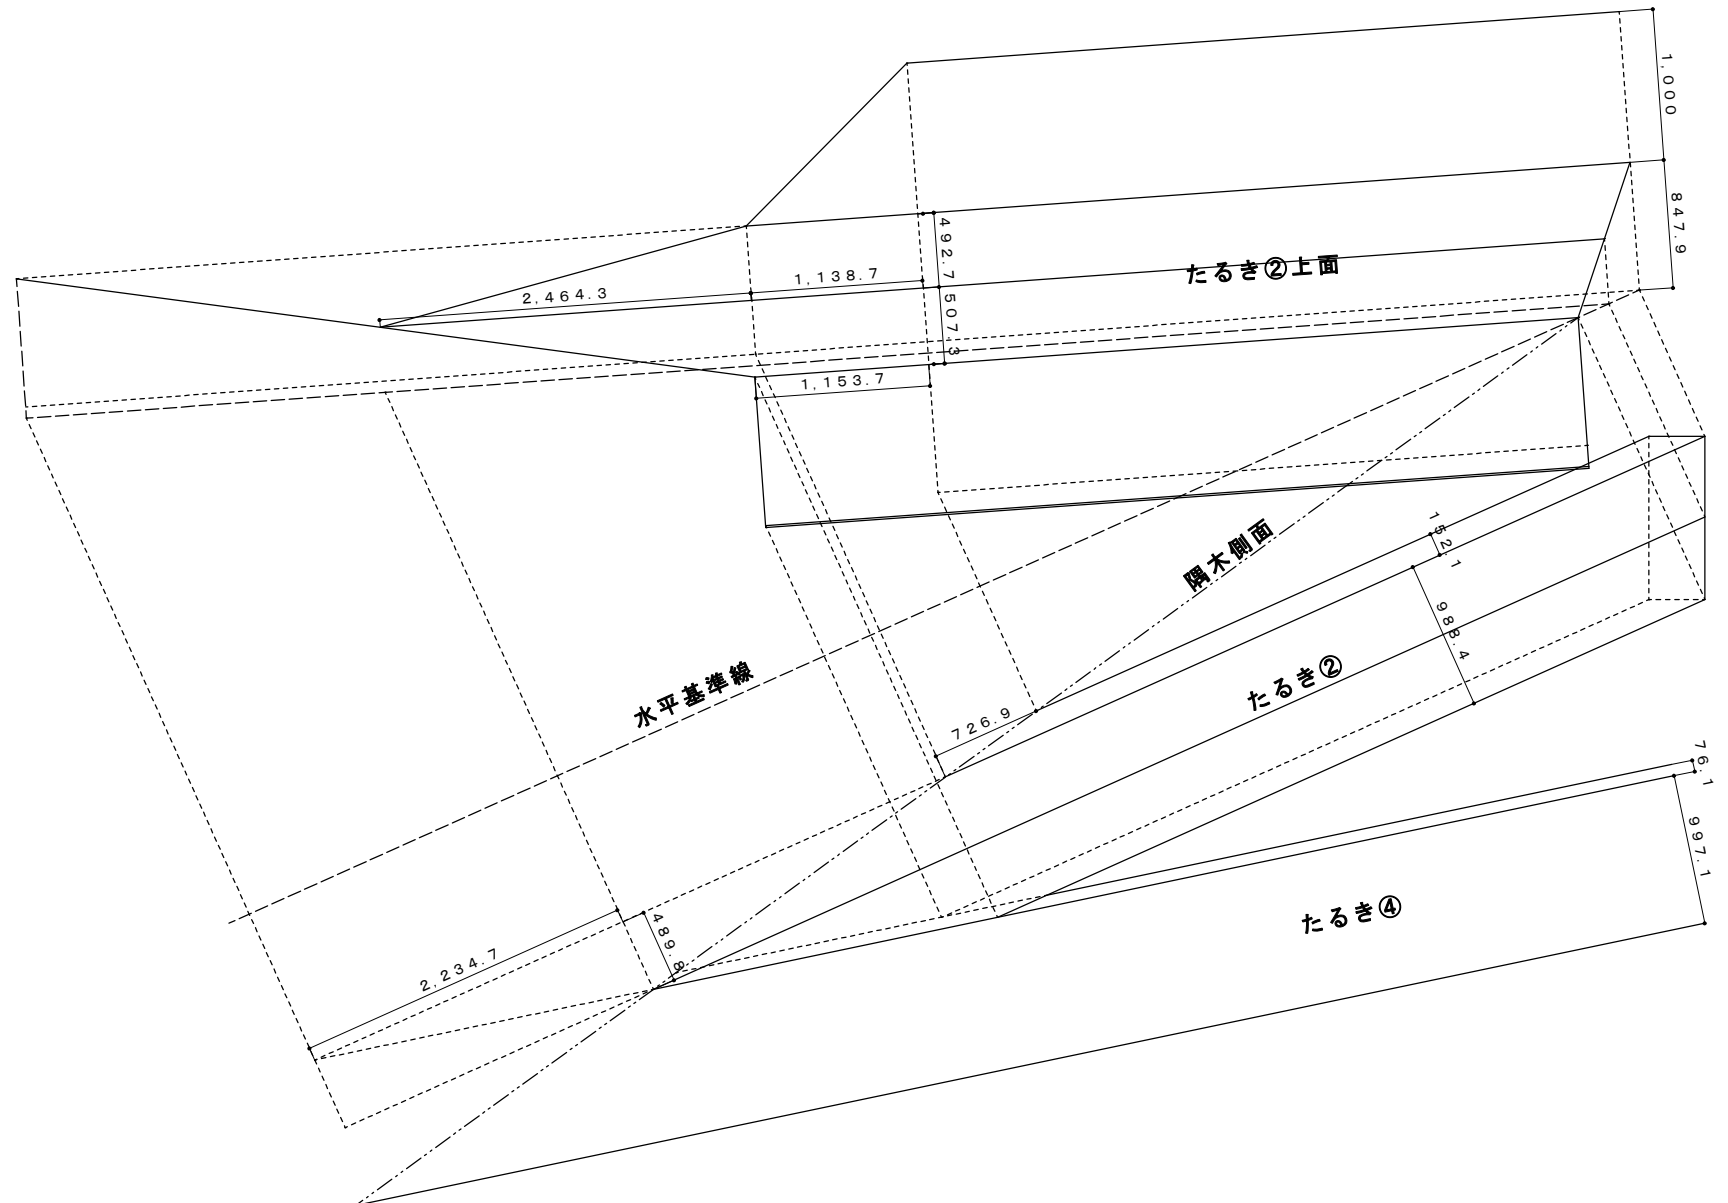 1,000
492.7
847.9
たるき②上面
1,138.7
2,464.3
507.3
1,153.7
152.1
隅木側面
988.4
水平基準線
たるき②
726.9
76.1
997.1
たるき④
489.8
2,234.7